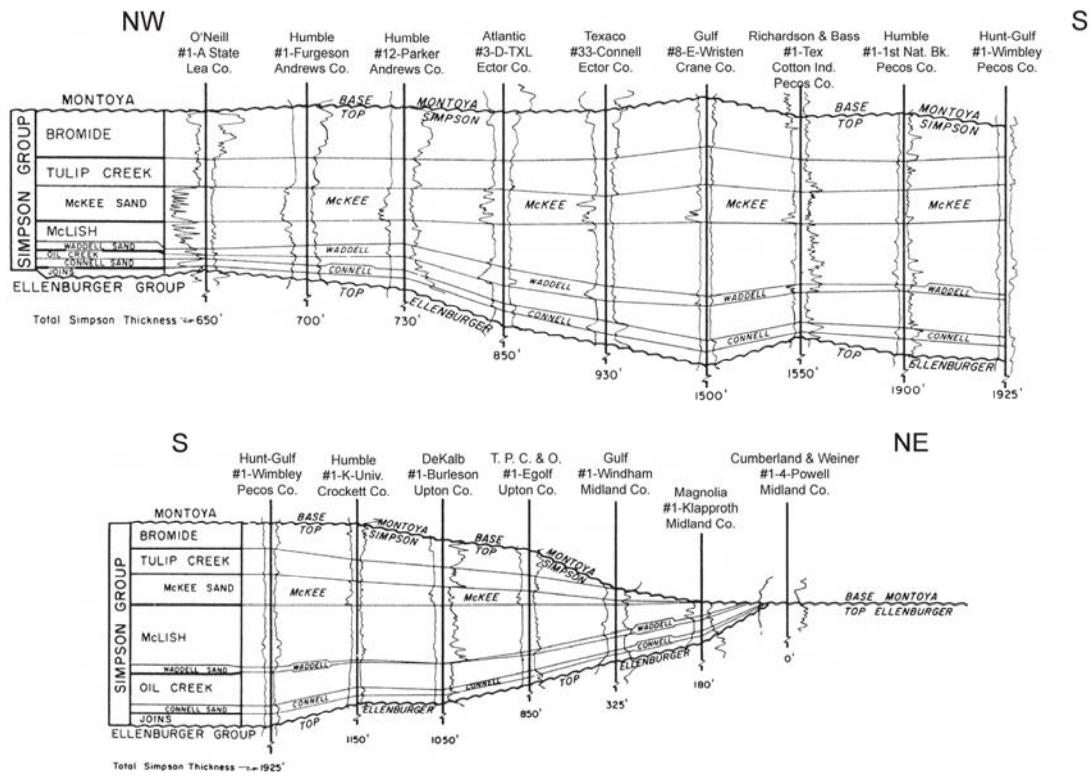 NW
S
O'Neill
#1-A State
Lea Co.
Humble
#1-Furgeson
Andrews Co.
Humble
#12-Parker
Andrews Co.
Atlantic
#3-D-TXL
Ector Co.
Texaco
#33-Connell
Ector Co.
Gulf
#8-E-Wristen
Crane Co.
Richardson & Bass
#1-Tex
Cotton Ind.
Pecos Co.
Humble
#1-1st Nat. Bk.
Pecos Co.
Hunt-Gulf
#1-Wimbley
Pecos Co.
MONTOYA
BASE MONTOYA
TOP SIMPSON
BASE MONTOYA
TOP SIMPSON
SIMPSON GROUP
BROMIDE
TULIP CREEK
McKEE SAND
McKEE
McKEE
McKEE
McKEE
McLISH
WADDELL SAND
WADDELL
WADDELL
WADDELL
WADDELL
OIL CREEK
CONNELL SAND
CONNELL
CONNELL
CONNELL
CONNELL
JOINS
ELLENBURGER GROUP
TOP ELLENBURGER
TOP ELLENBURGER
Total Simpson Thickness
650'
700'
730'
850'
930'
1500'
1550'
1900'
1925'
S
NE
Hunt-Gulf
#1-Wimbley
Pecos Co.
Humble
#1-K-Univ.
Crockett Co.
DeKalb
#1-Burleson
Upton Co.
T. P. C. & O.
#1-Egolf
Upton Co.
Gulf
#1-Windham
Midland Co.
Magnolia
#1-Klapproth
Midland Co.
Cumberland & Weiner
#1-4-Powell
Midland Co.
MONTOYA
BASE MONTOYA
TOP SIMPSON
BASE MONTOYA
TOP SIMPSON
SIMPSON GROUP
BROMIDE
TULIP CREEK
McKEE SAND
McKEE
McKEE
BASE MONTOYA
TOP ELLENBURGER
McLISH
WADDELL SAND
WADDELL
WADDELL
OIL CREEK
CONNELL SAND
CONNELL
CONNELL
CONNELL
JOINS
ELLENBURGER GROUP
TOP ELLENBURGER
TOP ELLENBURGER
Total Simpson Thickness 1925'
1150'
1050'
850'
325'
180'
0'